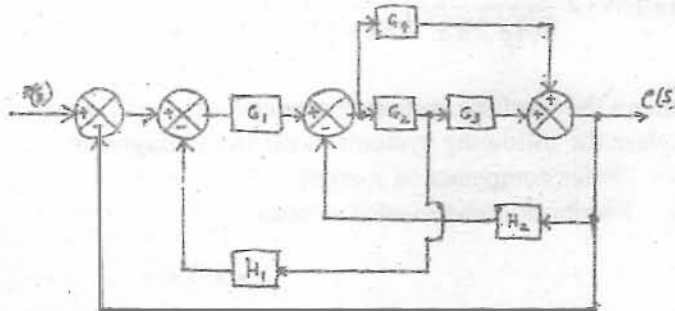 G₄
R(s)
C(s)
G₁
G₂
G₃
H₂
H₁
+
+
+
+
+
-
-
-